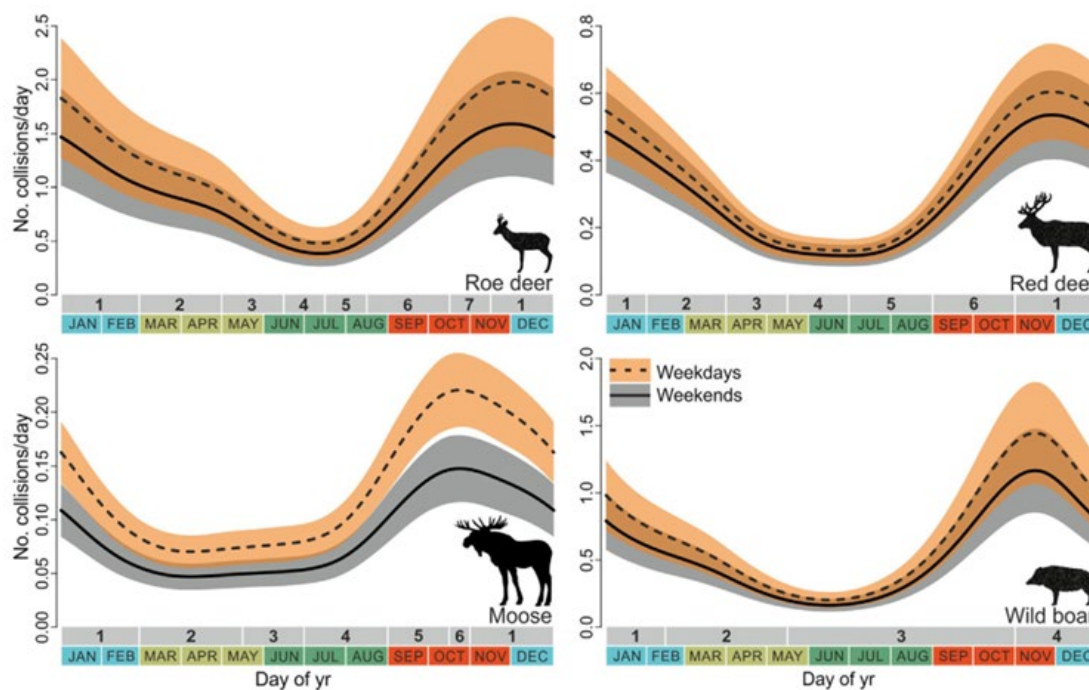 No. collisions/day
2.5
2.0
1.5
1.0
0.5
0.0
Roe deer
1 2 3 4 5 6 7 1
JAN FEB MAR APR MAY JUN JUL AUG SEP OCT NOV DEC
0.8
0.6
0.4
0.2
0.0
Red deer
1 2 3 4 5 6 1
JAN FEB MAR APR MAY JUN JUL AUG SEP OCT NOV DEC
No. collisions/day
0.25
0.20
0.15
0.10
0.05
0.00
Moose
1 2 3 4 5 6 1
JAN FEB MAR APR MAY JUN JUL AUG SEP OCT NOV DEC
Day of yr
2.0
1.5
1.0
0.5
0.0
Weekdays
Weekends
Wild boar
1 2 3 4
JAN FEB MAR APR MAY JUN JUL AUG SEP OCT NOV DEC
Day of yr